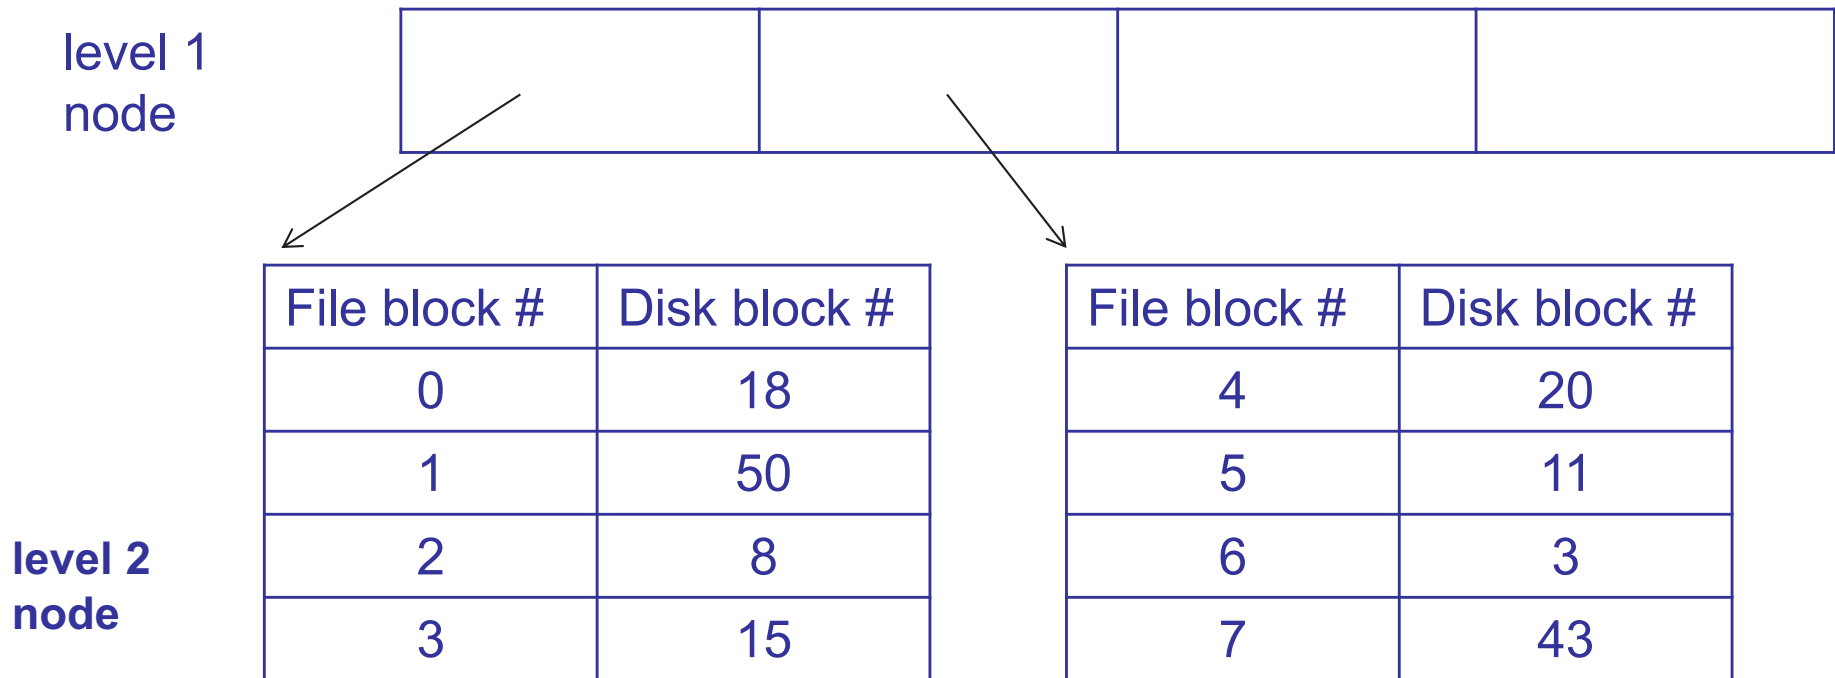 level 1
node
File block # Disk block # File block # Disk block #
0 18 4 20
1 50 5 11
level 2
node
2 8 6 3
3 15 7 43